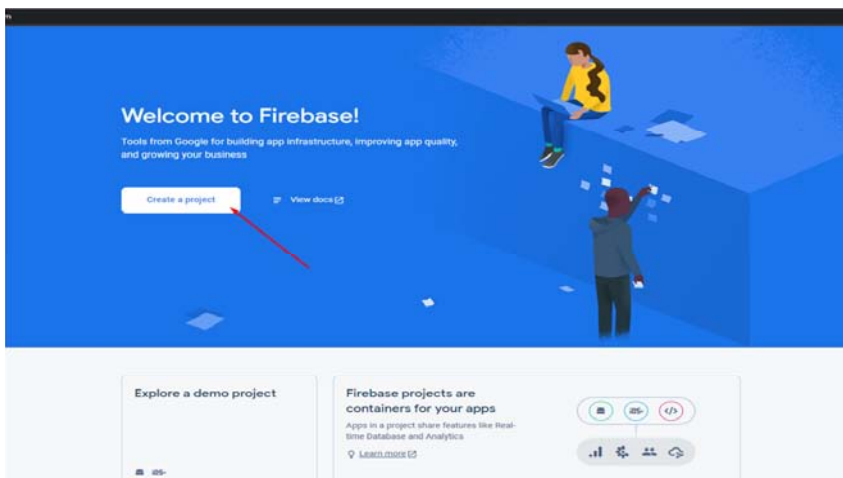 Welcome to Firebase!
Tools from Google for building app infrastructure, improving app quality,
and growing your business
Create a project
View docs
Explore a demo project
iOS+
Firebase projects are
containers for your apps
Apps in a project share features like Real-
time Database and Analytics
Learn more
iOS+